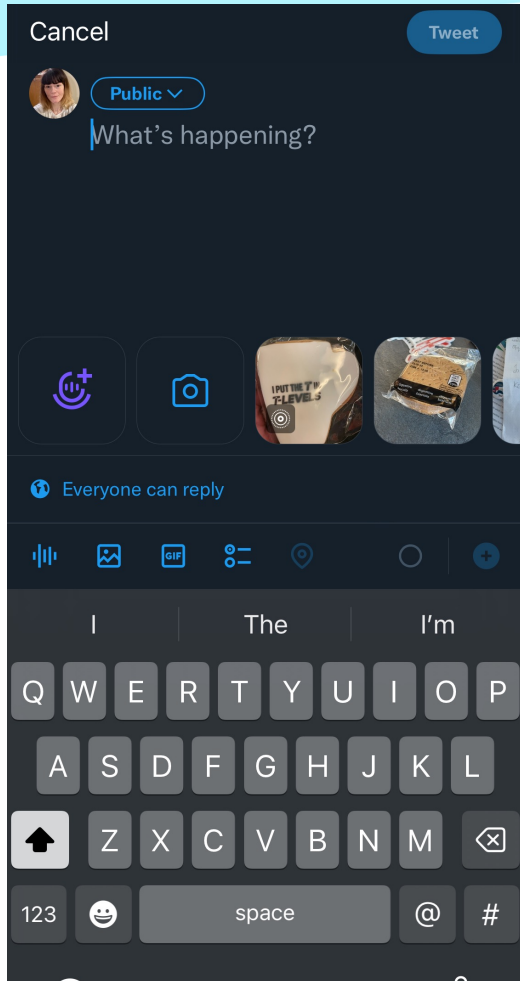 Cancel
Tweet
Public
What's happening?
I PUT THE 'T' IN
T-LEVELS
Everyone can reply
GIF
I
The
I'm
Q W E R T Y U I O P
A S D F G H J K L
Z X C V B N M
123
space
@
#